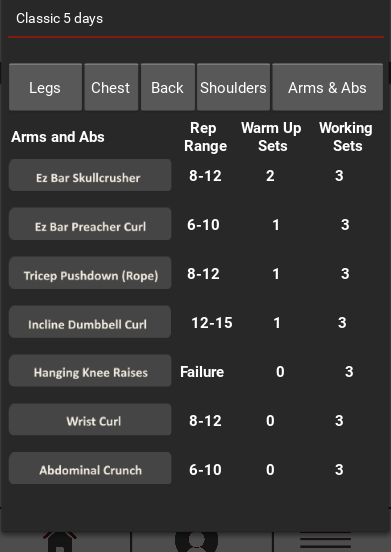 Classic 5 days
Legs Chest Back Shoulders Arms & Abs
Arms and Abs Rep Range Warm Up Sets Working Sets
Ez Bar Skullcrusher 8-12 2 3
Ez Bar Preacher Curl 6-10 1 3
Tricep Pushdown (Rope) 8-12 1 3
Incline Dumbbell Curl 12-15 1 3
Hanging Knee Raises Failure 0 3
Wrist Curl 8-12 0 3
Abdominal Crunch 6-10 0 3